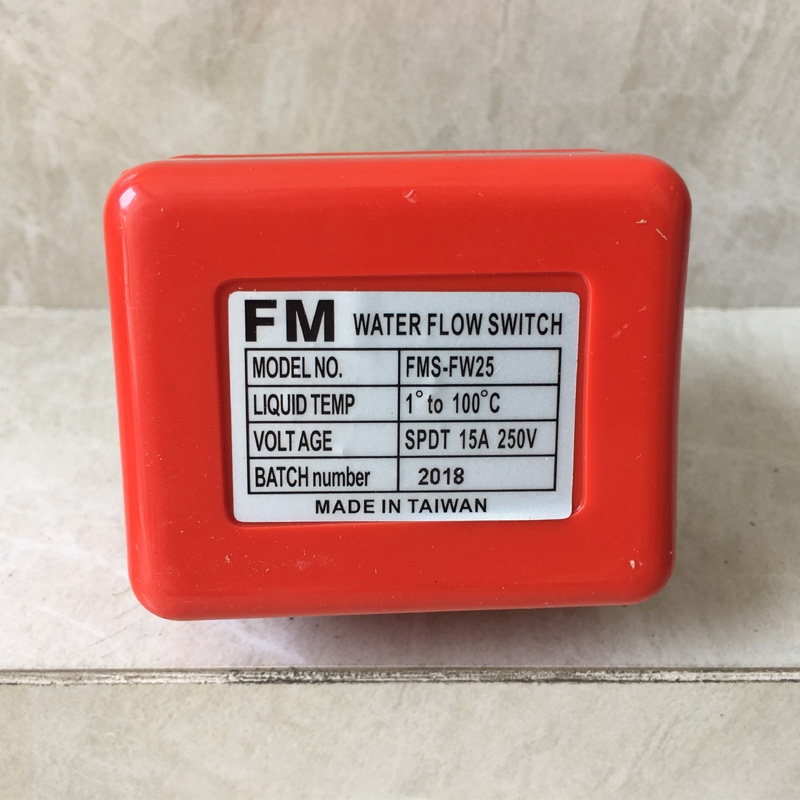 FM WATER FLOW SWITCH
MODEL NO. FMS-FW25
LIQUID TEMP 1° to 100°C
VOLTAGE SPDT 15A 250V
BATCH number 2018
MADE IN TAIWAN